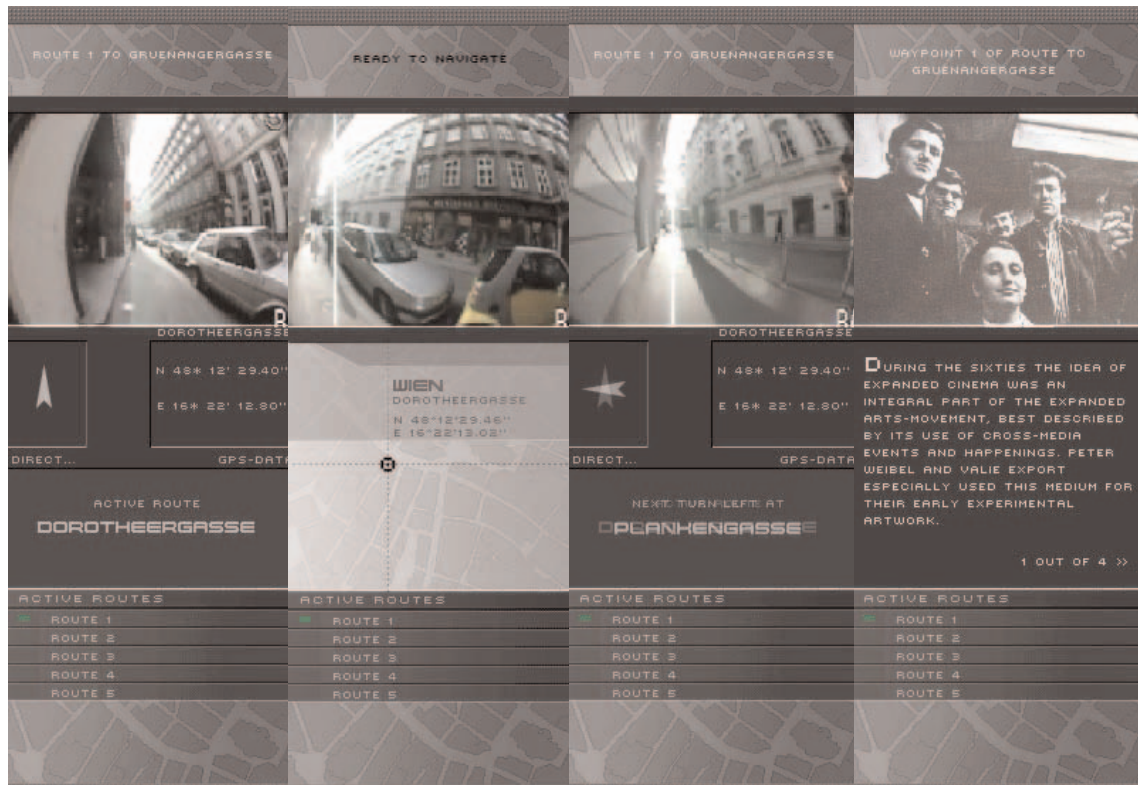 ROUTE 1 TO GRUENANGERGASSE
DOROTHEERGASSE
N 48* 12' 29.40''
E 16* 22' 12.80''
DIRECT...
GPS-DATA
ACTIVE ROUTE
DOROTHEERGASSE
ACTIVE ROUTES
ROUTE 1
ROUTE 2
ROUTE 3
ROUTE 4
ROUTE 5
READY TO NAVIGATE
WIEN
DOROTHEERGASSE
N 48°12'29.46''
E 16°22'13.02''
ACTIVE ROUTES
ROUTE 1
ROUTE 2
ROUTE 3
ROUTE 4
ROUTE 5
ROUTE 1 TO GRUENANGERGASSE
DOROTHEERGASSE
N 48* 12' 29.40''
E 16* 22' 12.80''
DIRECT...
GPS-DATA
NEXT TURN LEFT AT
PLANKENGASSE
ACTIVE ROUTES
ROUTE 1
ROUTE 2
ROUTE 3
ROUTE 4
ROUTE 5
WAYPOINT 1 OF ROUTE TO
GRUENANGERGASSE
DURING THE SIXTIES THE IDEA OF
EXPANDED CINEMA WAS AN
INTEGRAL PART OF THE EXPANDED
ARTS-MOVEMENT, BEST DESCRIBED
BY ITS USE OF CROSS-MEDIA
EVENTS AND HAPPENINGS. PETER
WEIBEL AND VALIE EXPORT
ESPECIALLY USED THIS MEDIUM FOR
THEIR EARLY EXPERIMENTAL
ARTWORK.
1 OUT OF 4 >>
ACTIVE ROUTES
ROUTE 1
ROUTE 2
ROUTE 3
ROUTE 4
ROUTE 5